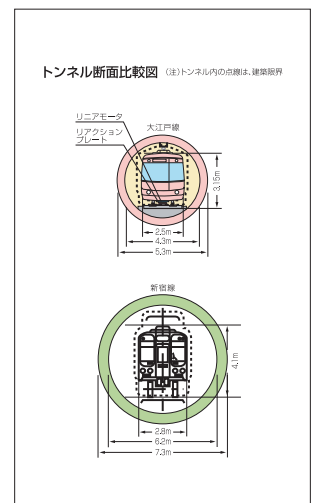 トンネル断面比較図 (注)トンネル内の点線は、建築限界
リニアモータ
大江戸線
リアクション
プレート
3.15m
2.5m
4.3m
5.3m
新宿線
4.1m
2.8m
6.2m
7.3m